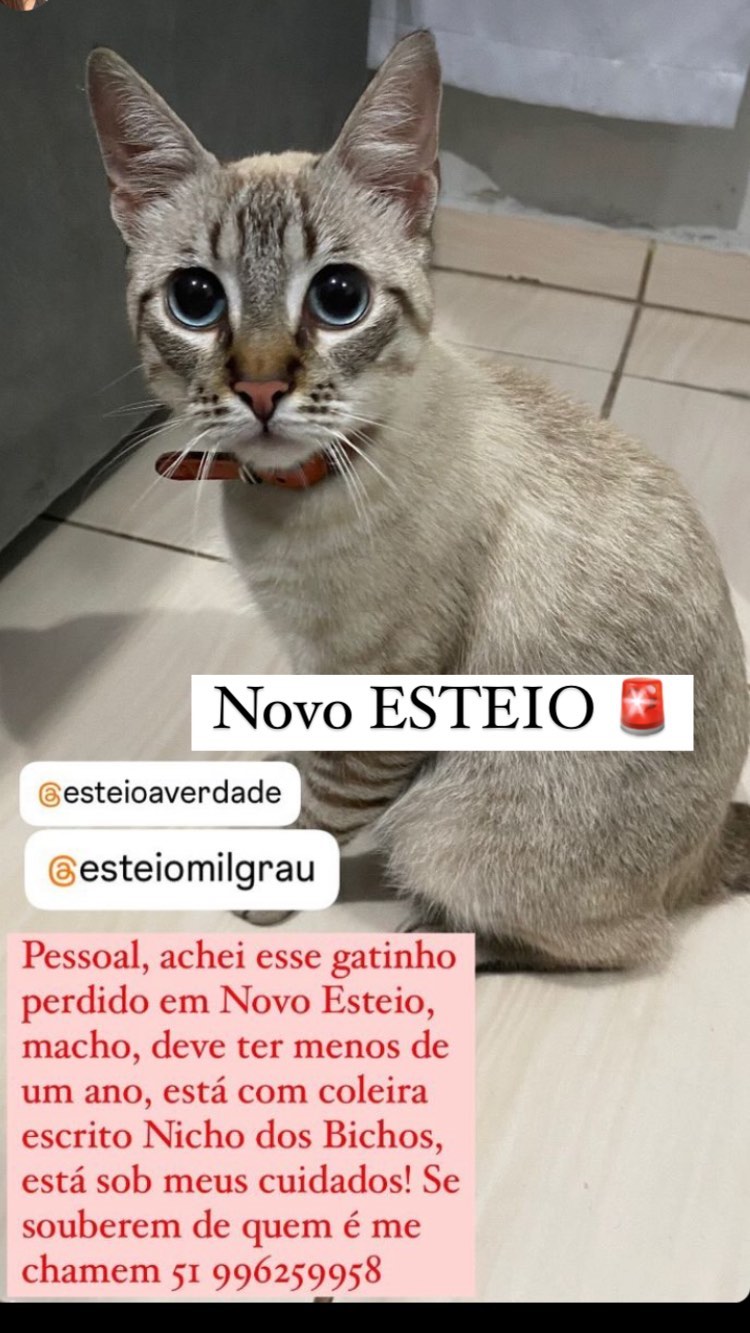 Novo ESTEIO 🚨
@esteioaverdade
@esteiomilgrau
Pessoal, achei esse gatinho
perdido em Novo Esteio,
macho, deve ter menos de
um ano, está com coleira
escrito Nicho dos Bichos,
está sob meus cuidados! Se
souberem de quem é me
chamem 51 996259958